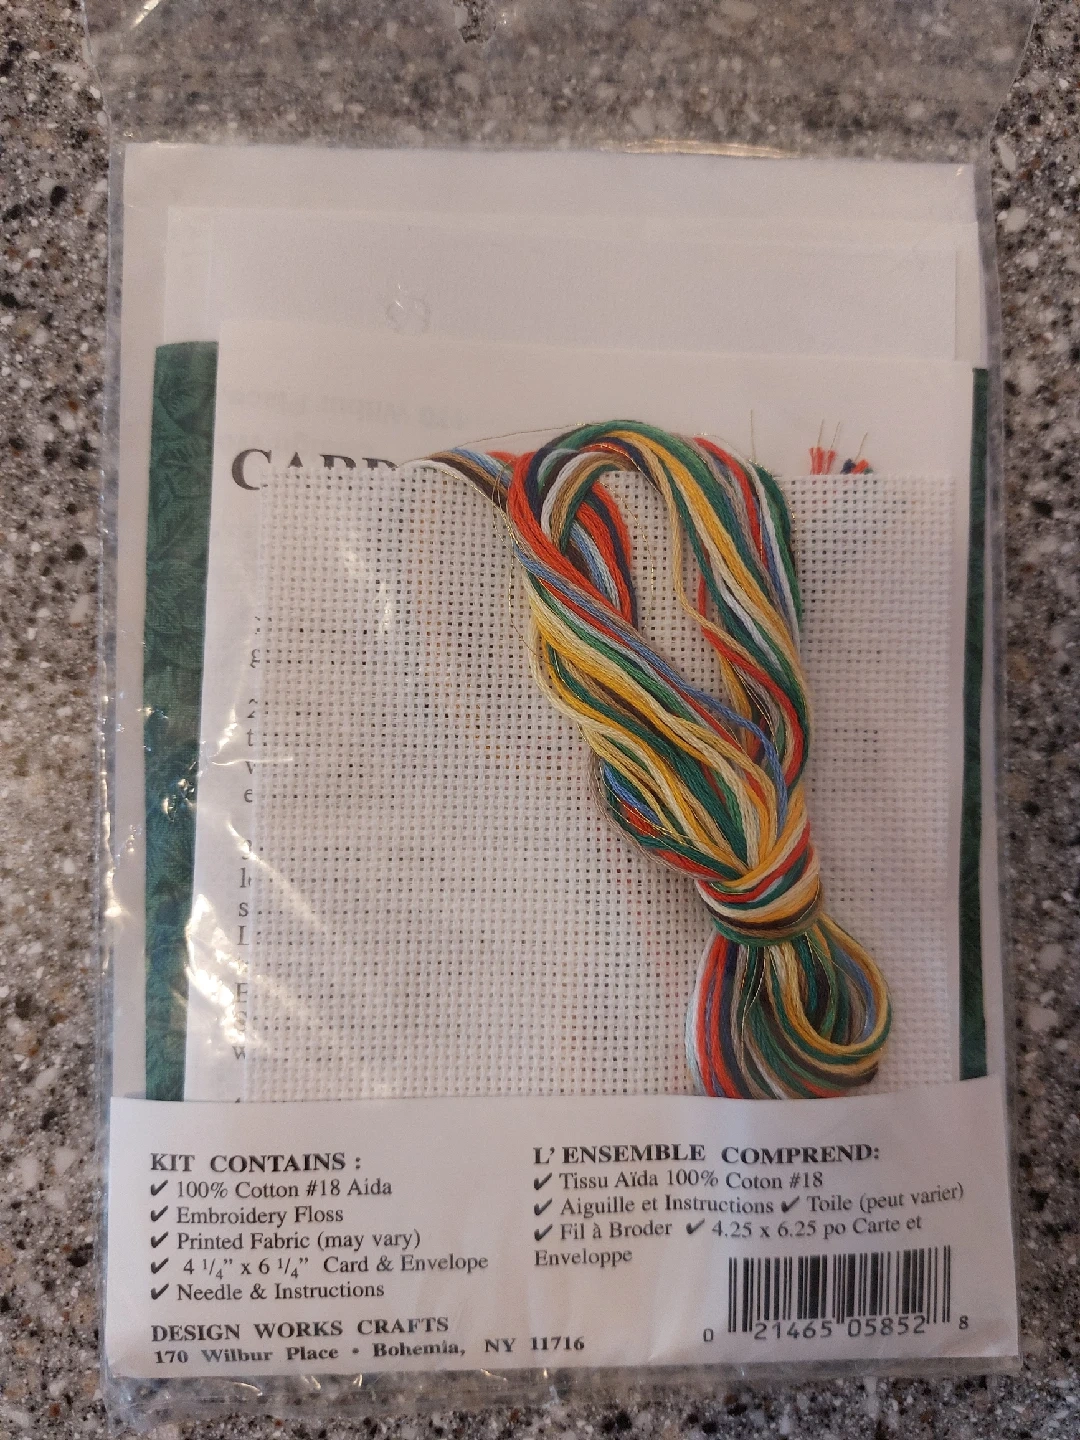 KIT CONTAINS :
✔ 100% Cotton #18 Aida
✔ Embroidery Floss
✔ Printed Fabric (may vary)
✔ 4 1/4" x 6 1/4" Card & Envelope
✔ Needle & Instructions
DESIGN WORKS CRAFTS
170 Wilbur Place • Bohemia, NY 11716
L' ENSEMBLE COMPREND:
✔ Tissu Aïda 100% Coton #18
✔ Aiguille et Instructions ✔ Toile (peut varier)
✔ Fil à Broder ✔ 4.25 x 6.25 po Carte et
Enveloppe
0 21465 05852 8